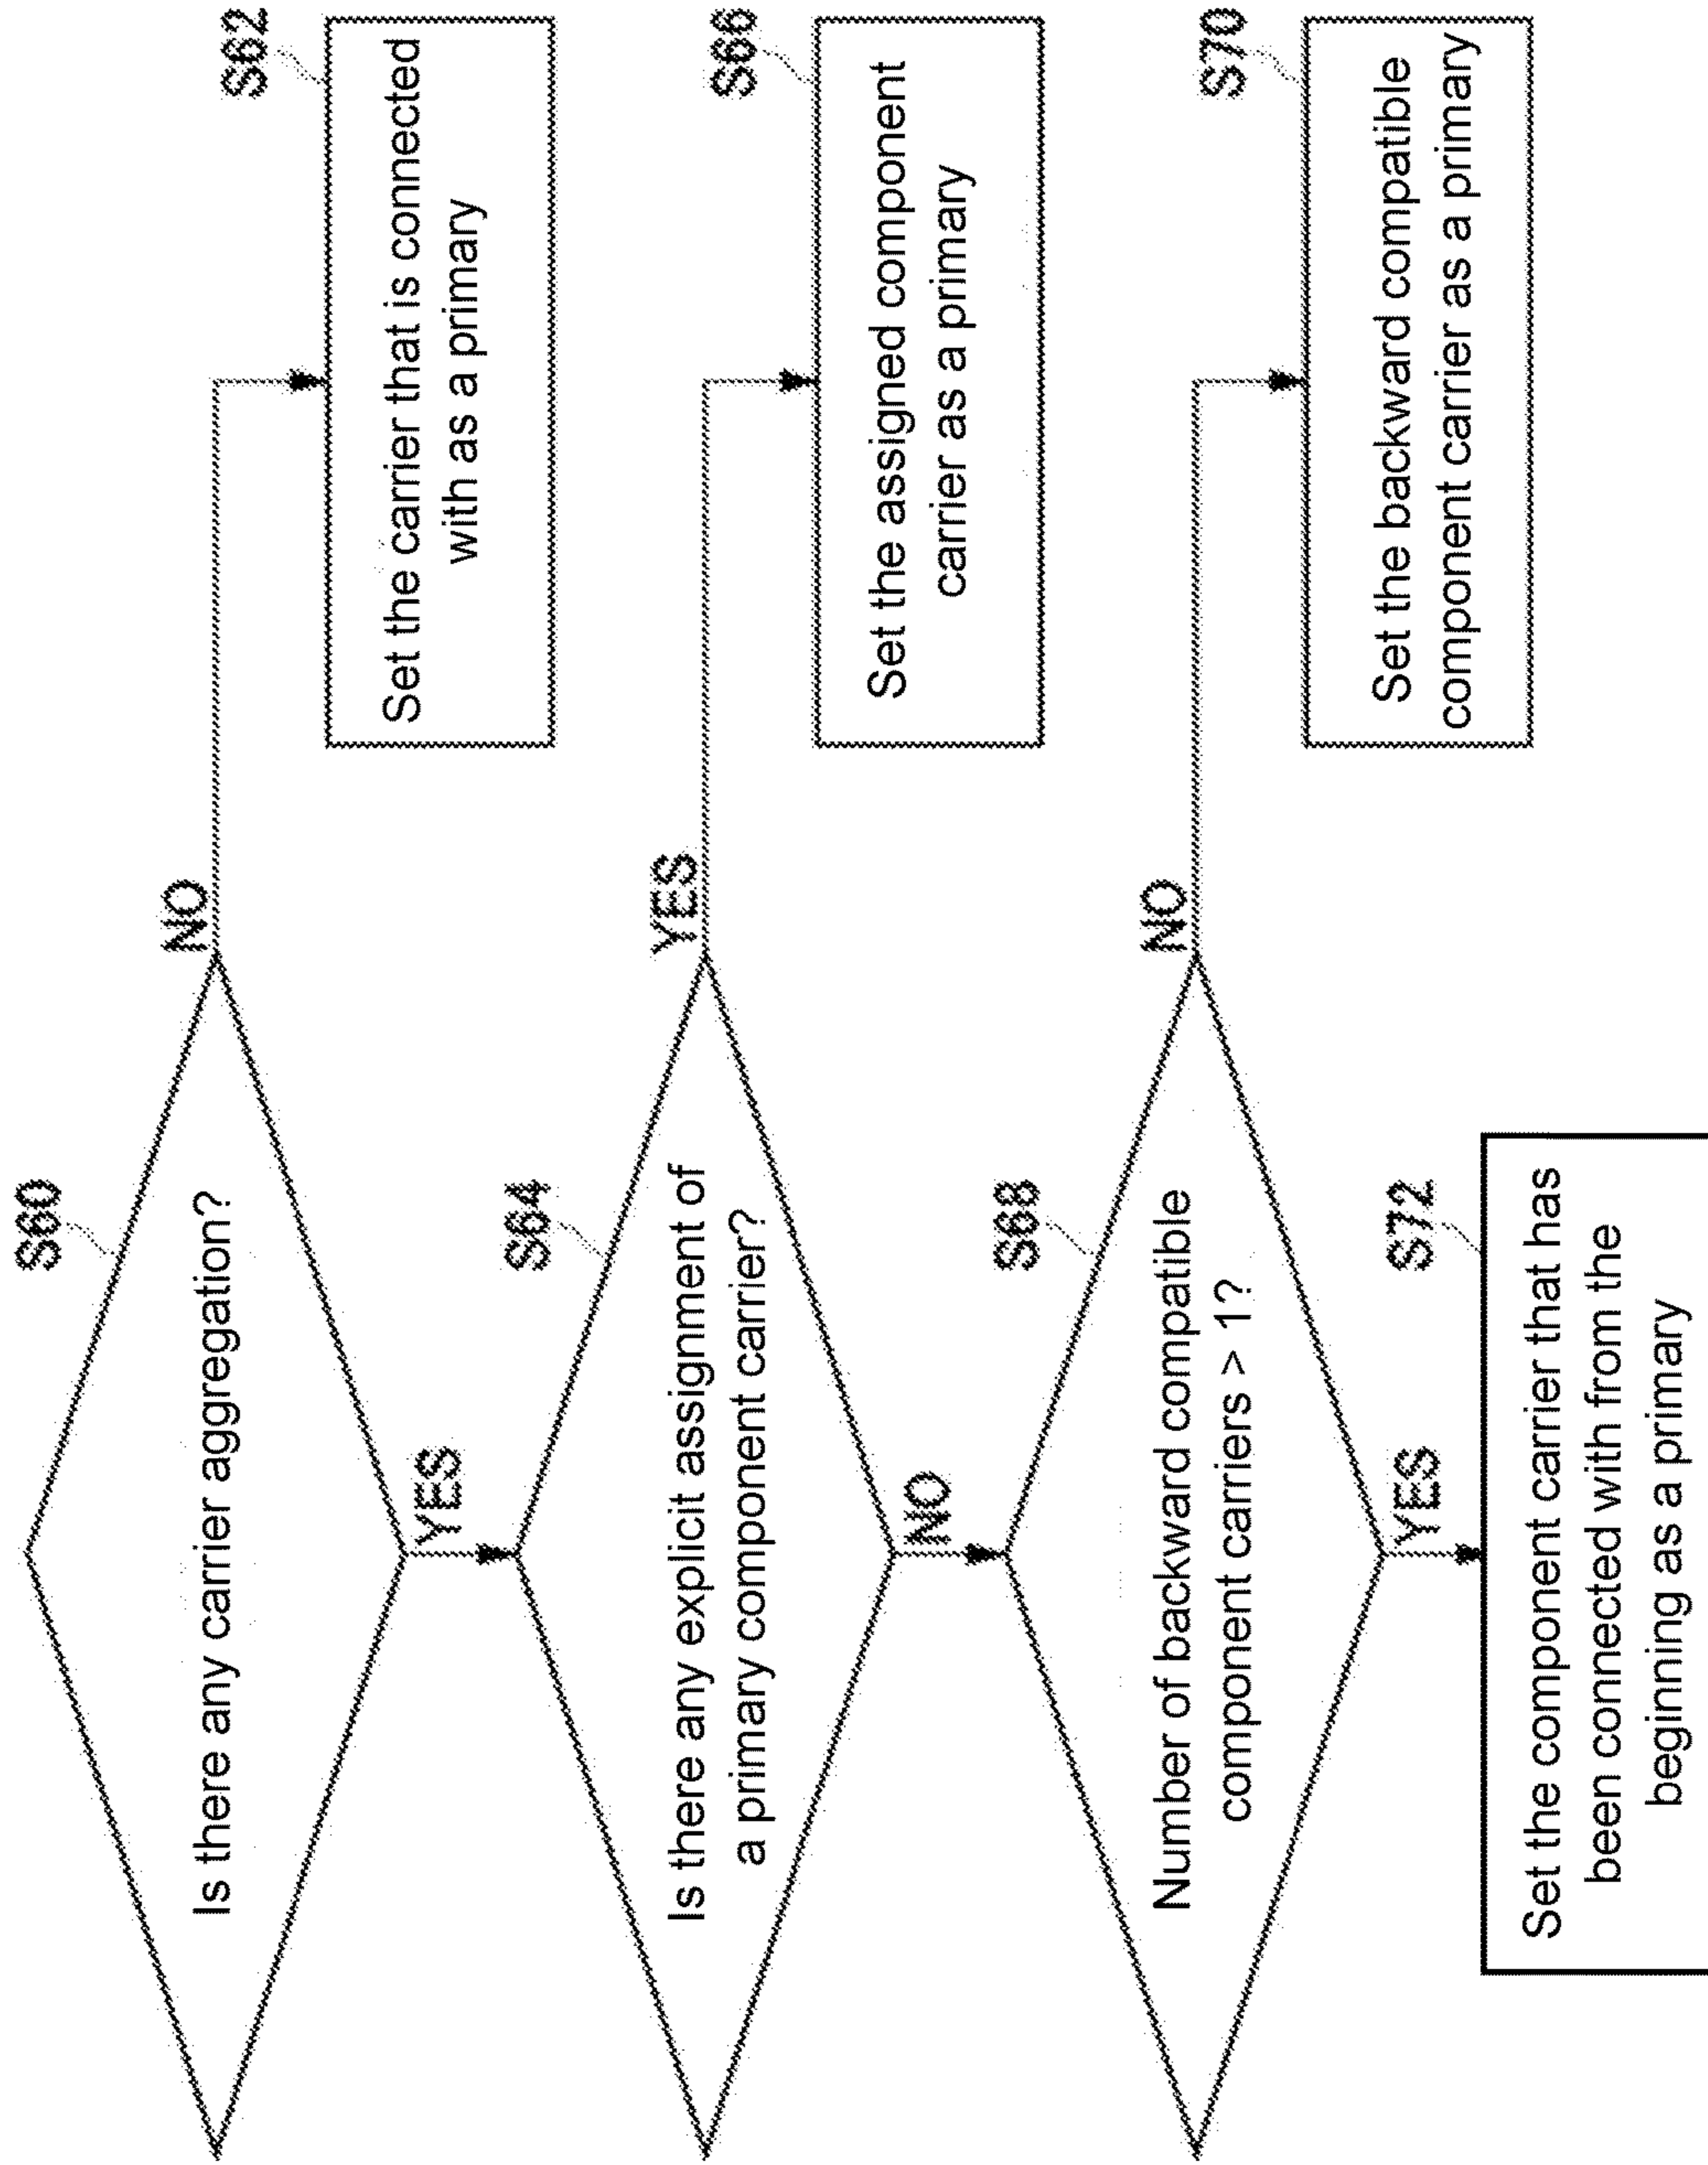 S60
Is there any carrier aggregation?
NO
S62
Set the carrier that is connected
with as a primary
YES
S64
Is there any explicit assignment of
a primary component carrier?
YES
S66
Set the assigned component
carrier as a primary
NO
S68
Number of backward compatible
component carriers > 1?
NO
S70
Set the backward compatible
component carrier as a primary
YES
S72
Set the component carrier that has
been connected with from the
beginning as a primary